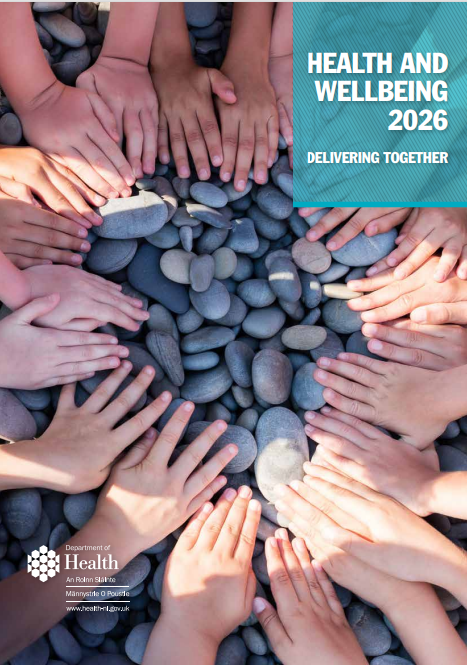 HEALTH AND
WELLBEING
2026
DELIVERING TOGETHER
Department of
Health
An Roinn Sláinte
Männystrie O Poustie
www.health-ni.gov.uk